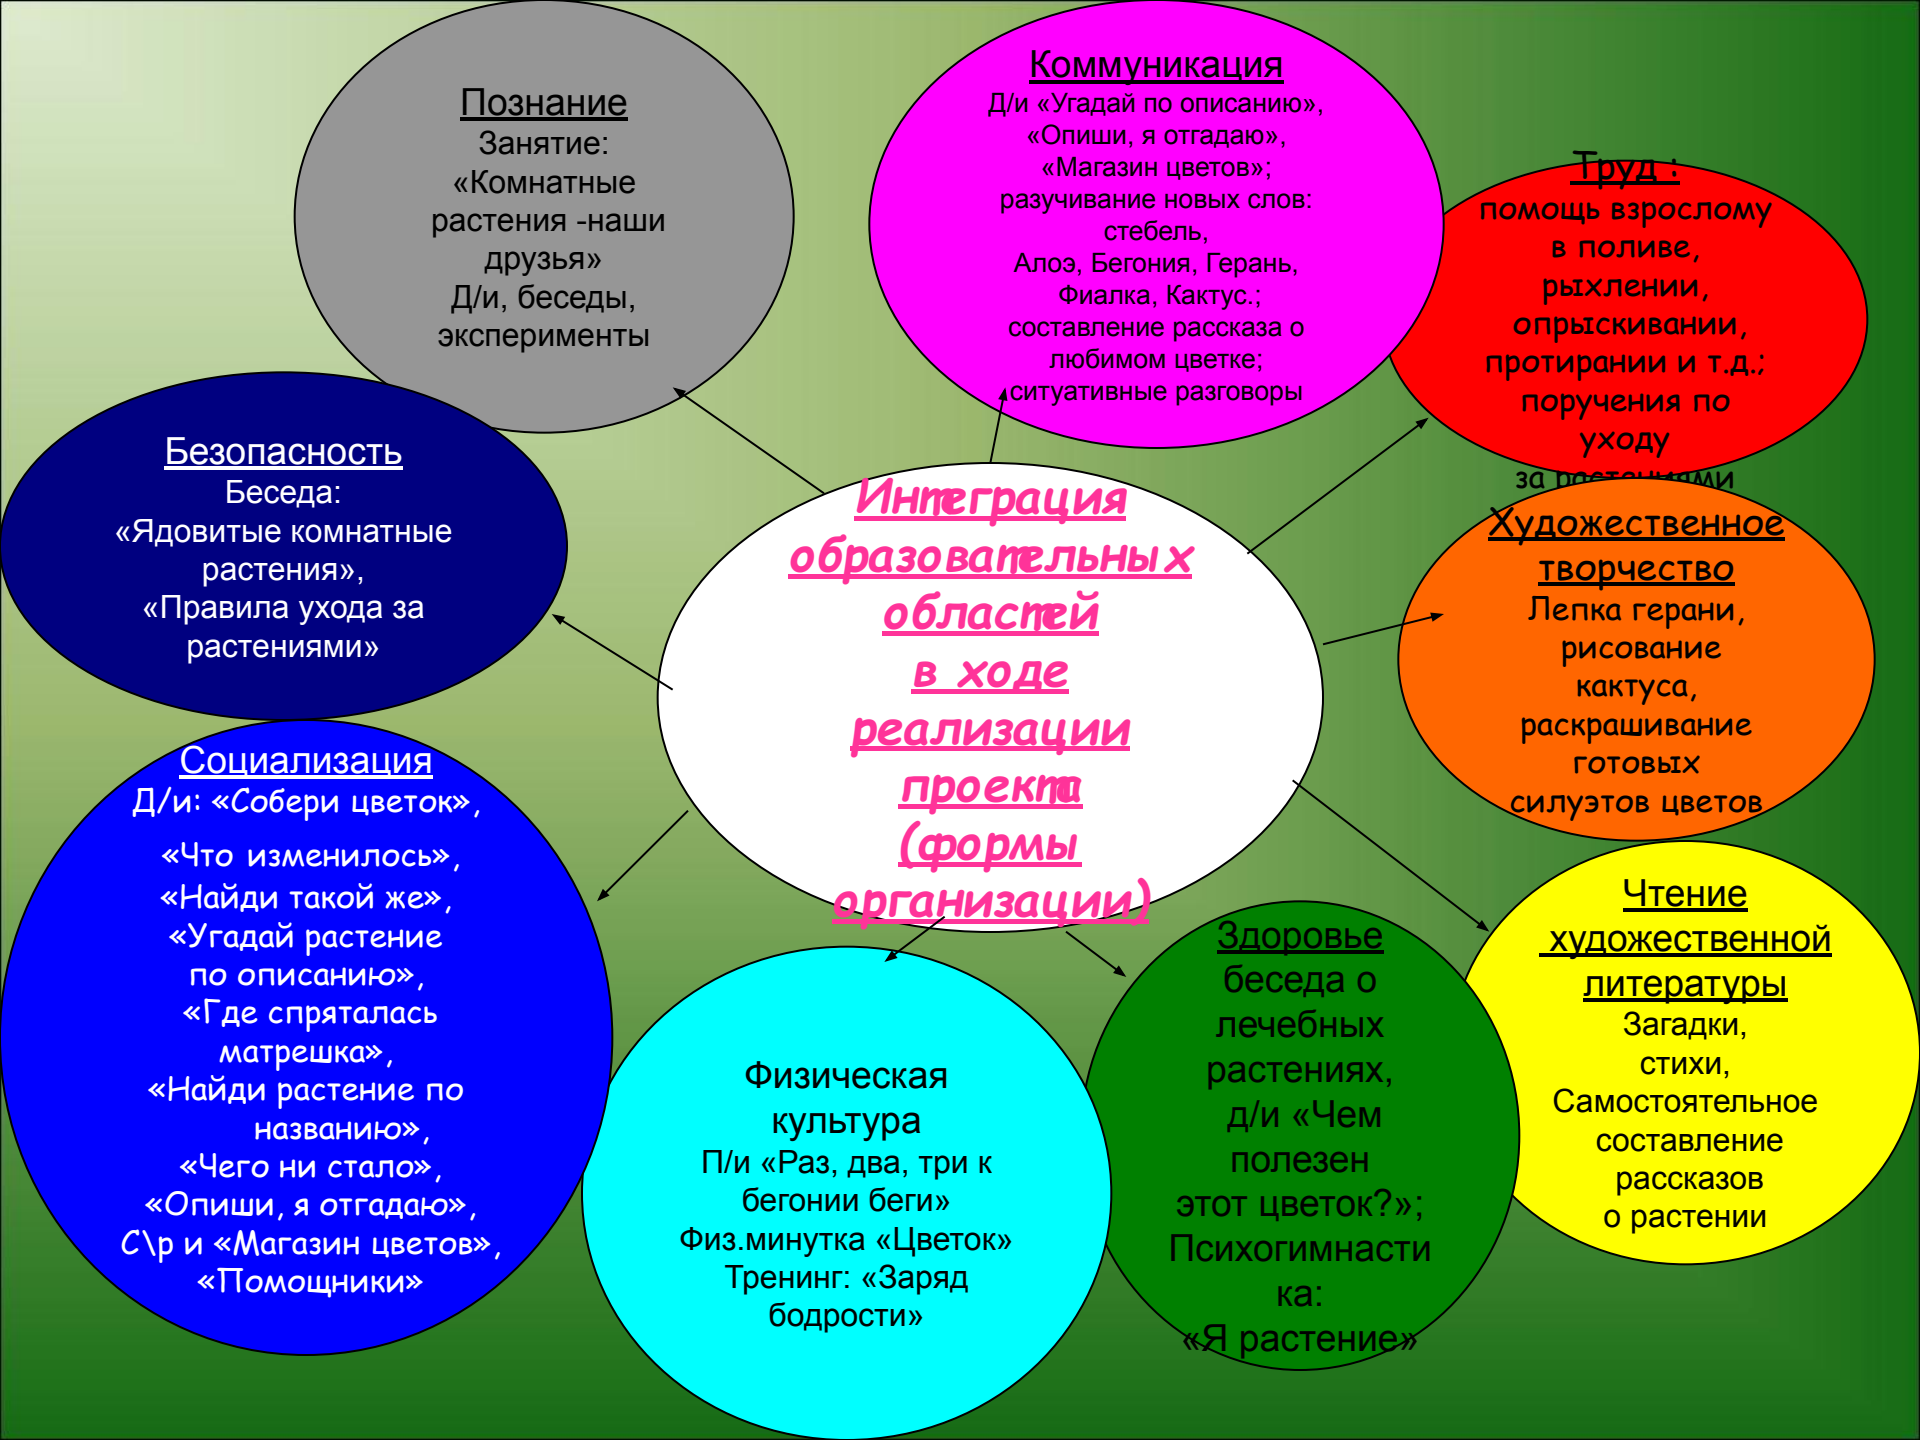 Познание
Занятие:
«Комнатные
растения -наши
друзья»
Д/и, беседы,
эксперименты
Коммуникация
Д/и «Угадай по описанию»,
«Опиши, я отгадаю»,
«Магазин цветов»;
разучивание новых слов:
стебель,
Алоэ, Бегония, Герань,
Фиалка, Кактус.;
составление рассказа о
любимом цветке;
ситуативные разговоры
Труд :
помощь взрослому
в поливе,
рыхлении,
опрыскивании,
протирании и т.д.;
поручения по
уходу
за растениями
Безопасность
Беседа:
«Ядовитые комнатные
растения»,
«Правила ухода за
растениями»
Интеграция
образовательных
областей
в ходе
реализации
проекта
(формы
организации)
Художественное
творчество
Лепка герани,
рисование
кактуса,
раскрашивание
готовых
силуэтов цветов
Социализация
Д/и: «Собери цветок»,
«Что изменилось»,
«Найди такой же»,
«Угадай растение
по описанию»,
«Где спряталась
матрешка»,
«Найди растение по
названию»,
«Чего ни стало»,
«Опиши, я отгадаю»,
С\р и «Магазин цветов»,
«Помощники»
Физическая
культура
П/и «Раз, два, три к
бегонии беги»
Физ.минутка «Цветок»
Тренинг: «Заряд
бодрости»
Здоровье
беседа о
лечебных
растениях,
д/и «Чем
полезен
этот цветок?»;
Психогимнасти
ка:
«Я растение»
Чтение
художественной
литературы
Загадки,
стихи,
Самостоятельное
составление
рассказов
о растении